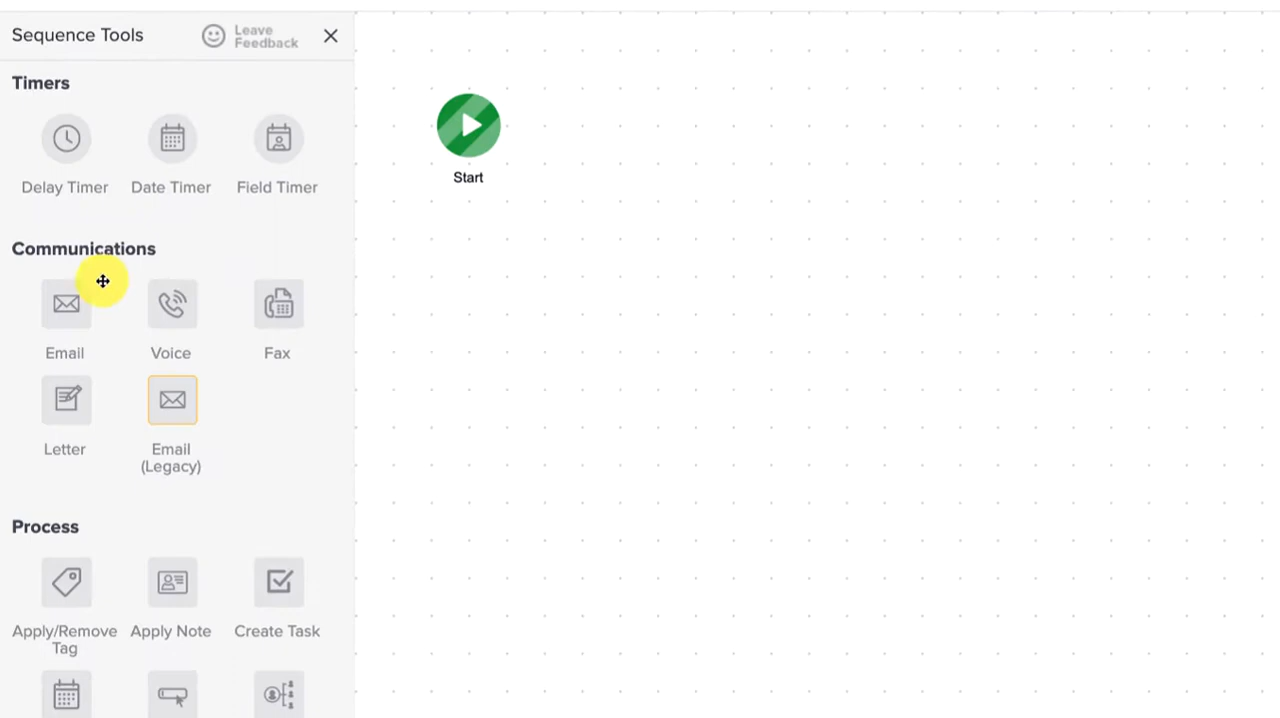 Sequence Tools
Leave
Feedback
Timers
Delay Timer
Date Timer
Field Timer
Start
Communications
Email
Voice
Fax
Letter
Email
(Legacy)
Process
Apply/Remove
Tag
Apply Note
Create Task